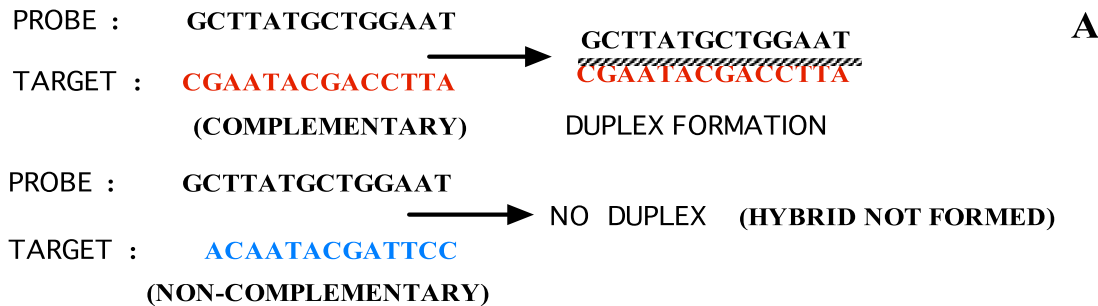 PROBE : GCTTATGCTGGAAT
A
GCTTATGCTGGAAT
TARGET : CGAATACGACCTTA
CGAATACGACCTTA
(COMPLEMENTARY)
DUPLEX FORMATION
PROBE : GCTTATGCTGGAAT
NO DUPLEX (HYBRID NOT FORMED)
TARGET : ACAATACGATTCC
(NON-COMPLEMENTARY)